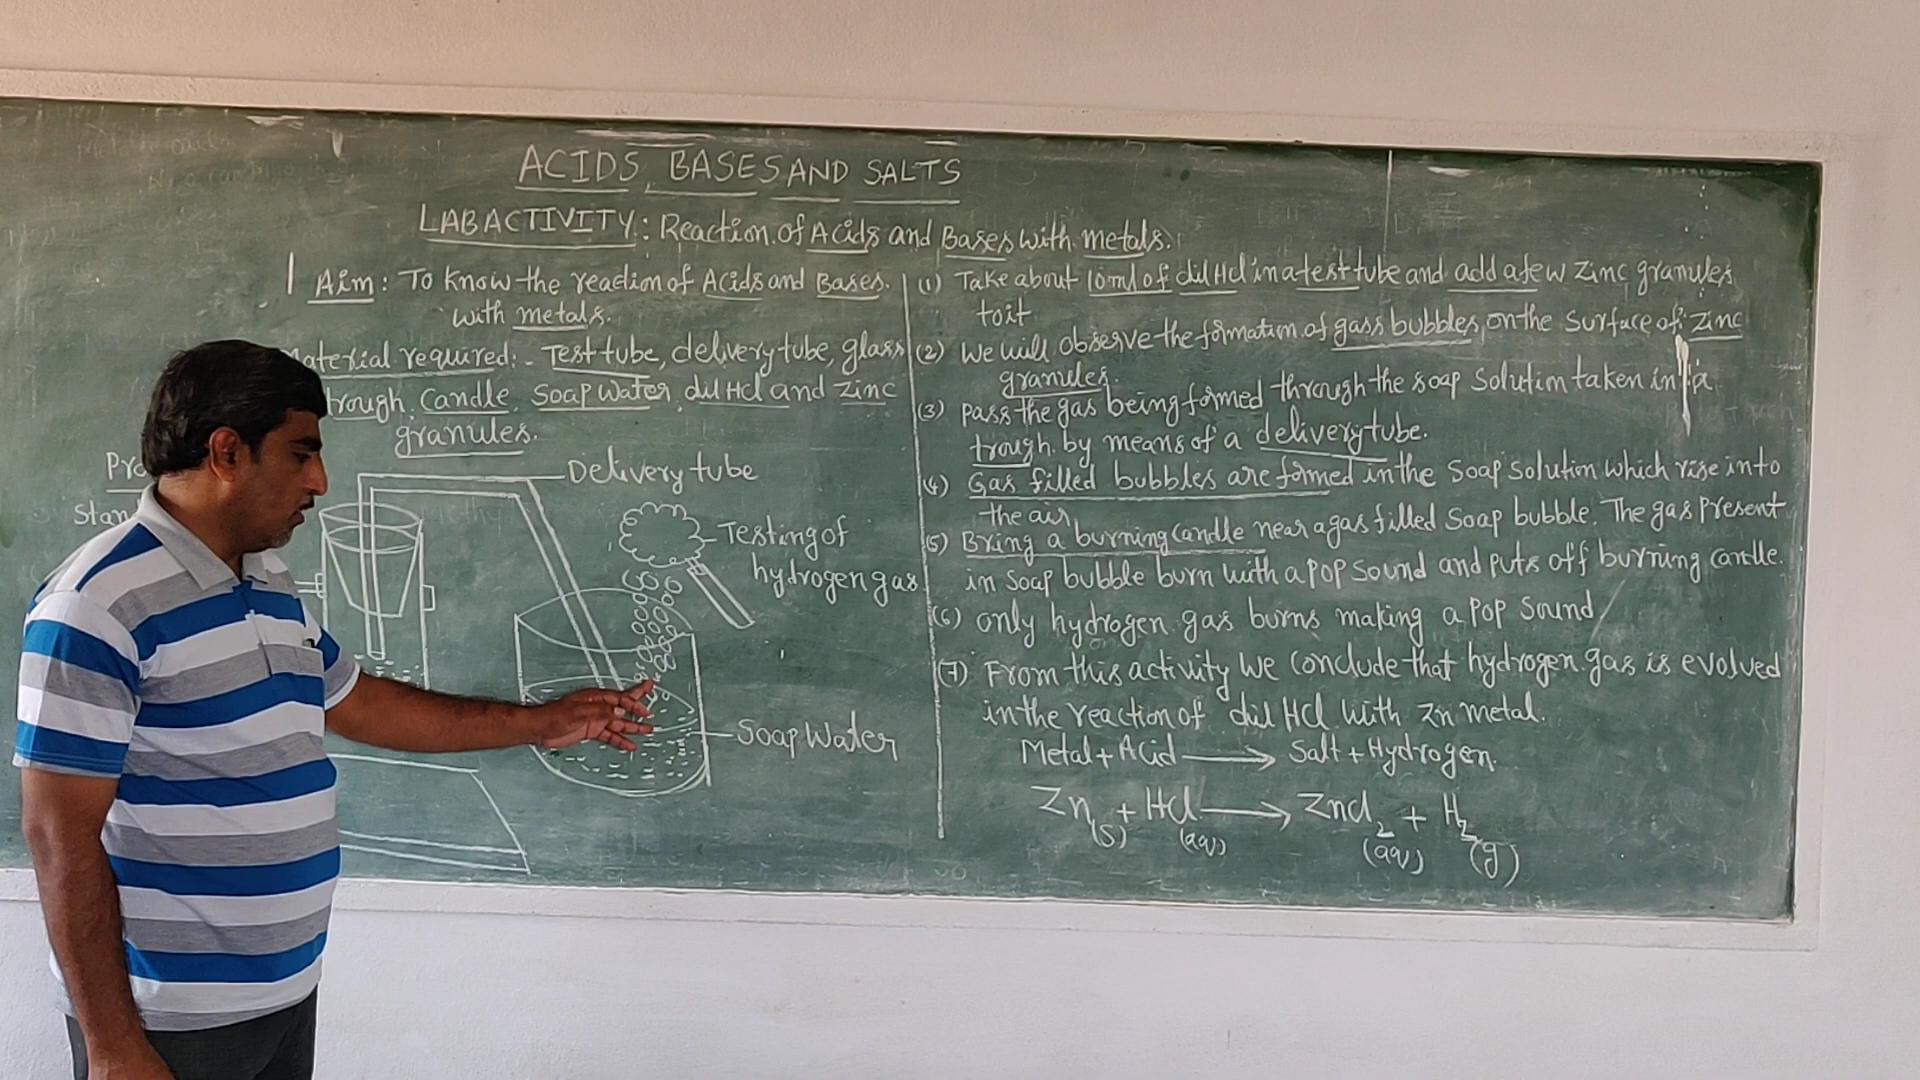 ACIDS, BASES AND SALTS
LAB ACTIVITY: Reaction of Acids and Bases with metals.
Aim: To know the reaction of Acids and Bases.
with metals.
Material required:- Test tube, delivery tube, glass
trough, Candle, Soap Water, dil Hcl and Zinc
granules.
Delivery tube
Testing of
hydrogen gas
Soap Water
(1) Take about 10ml of dil Hcl in a test tube and add a few Zinc granules
to it
(2) We will observe the formation of gass bubbles, on the surface of Zinc
granules.
(3) pass the gas being formed through the soap solution taken in a
trough by means of a delivery tube.
(4) Gas filled bubbles are formed in the Soap solution which rise into
the air
(5) Bring a burning candle near a gas filled Soap bubble. The gas present
in soap bubble burn with a pop sound and puts off burning candle.
(6) only hydrogen gas burns making a pop sound
(7) From this activity we conclude that hydrogen gas is evolved
in the reaction of dil HCl with Zn metal.
Metal + Acid ⟶ Salt + Hydrogen.
Zn(s) + Hcl(aq) ⟶ Zncl₂(aq) + H₂(g)